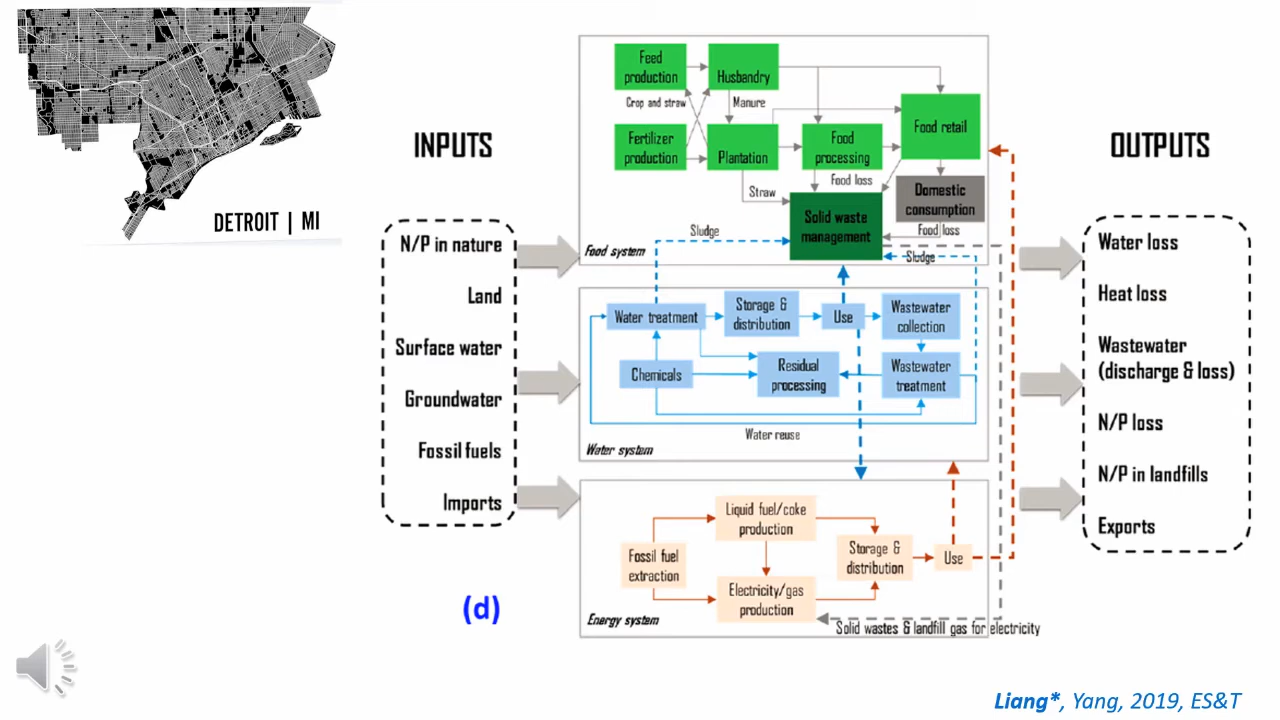 DETROIT | MI
INPUTS
N/P in nature
Land
Surface water
Groundwater
Fossil fuels
Imports
(d)
Feed
production
Husbandry
Crop and straw
Manure
Fertilizer
production
Plantation
Food
processing
Food retail
Straw
Food loss
Domestic
consumption
Solid waste
management
Food loss
Sludge
Sludge
Food system
Water treatment
Storage &
distribution
Use
Wastewater
collection
Chemicals
Residual
processing
Wastewater
treatment
Water reuse
Water system
Liquid fuel/coke
production
Fossil fuel
extraction
Storage &
distribution
Use
Electricity/gas
production
Energy system
Solid wastes & landfill gas for electricity
OUTPUTS
Water loss
Heat loss
Wastewater
(discharge & loss)
N/P loss
N/P in landfills
Exports
Liang*, Yang, 2019, ES&T